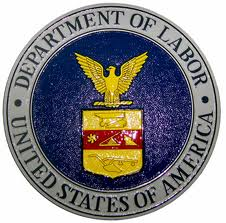 DEPARTMENT OF LABOR
UNITED STATES OF AMERICA